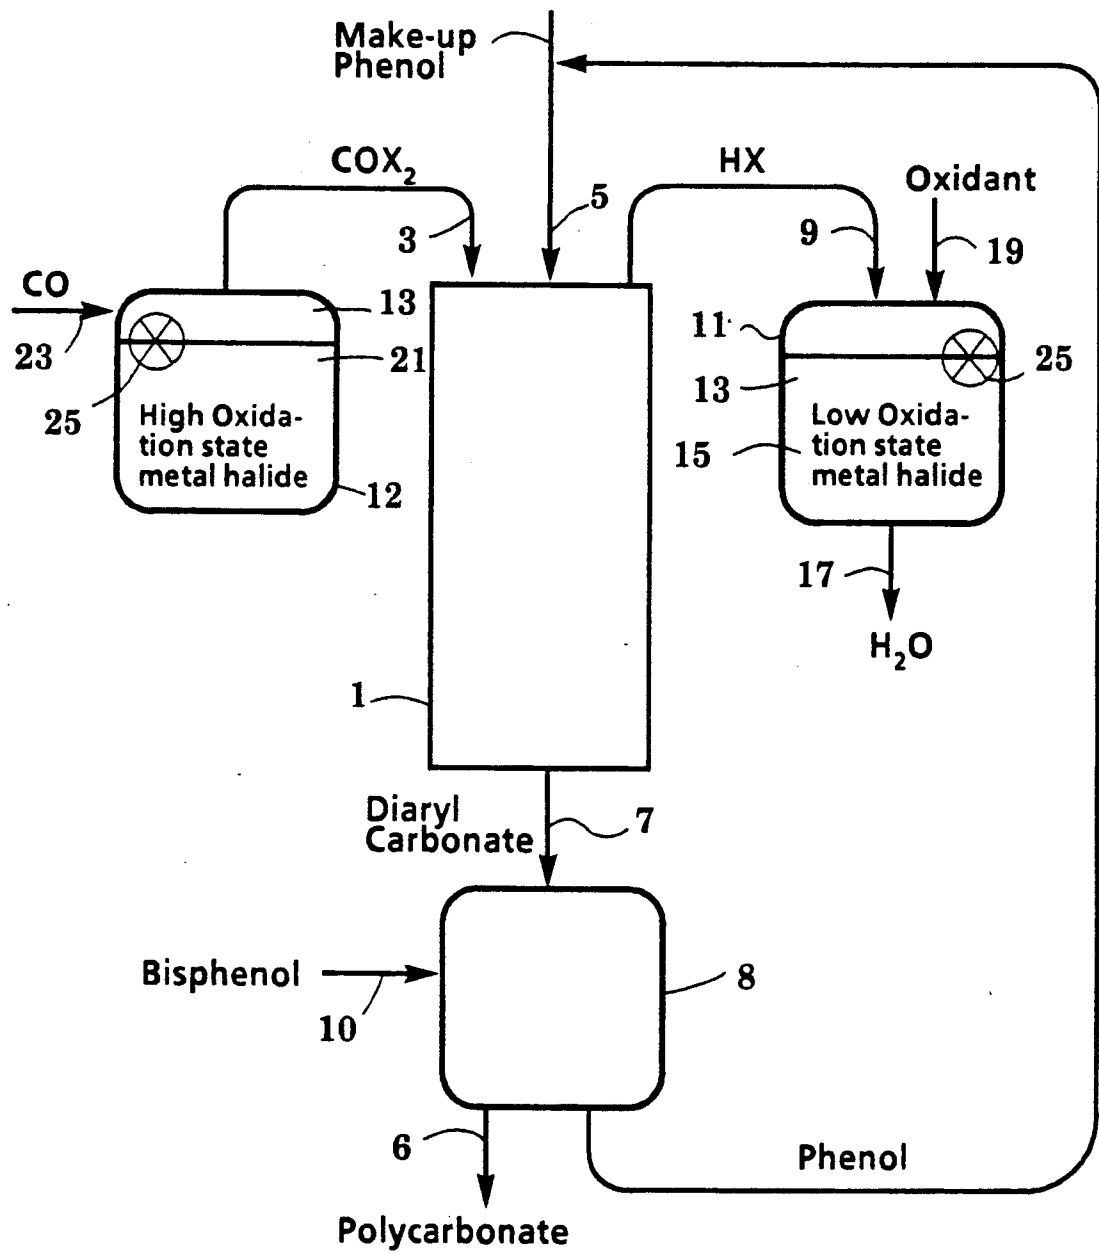 Make-up
Phenol
COX2
HX
Oxidant
3
5
9
19
CO
13
11
23
21
25
13
25
High Oxida-
tion state
metal halide
Low Oxida-
tion state
metal halide
15
12
17
H2O
1
Diaryl
Carbonate
7
Bisphenol
8
10
6
Phenol
Polycarbonate